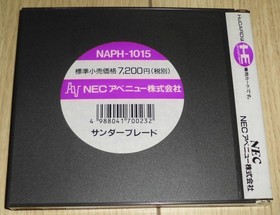 NAPH-1015
標準小売価格 7,200円(税別)
NECアベニュー株式会社
4 988041 700232
サンダーブレード
HuCARD
HE
NEC
NECアベニュー株式会社